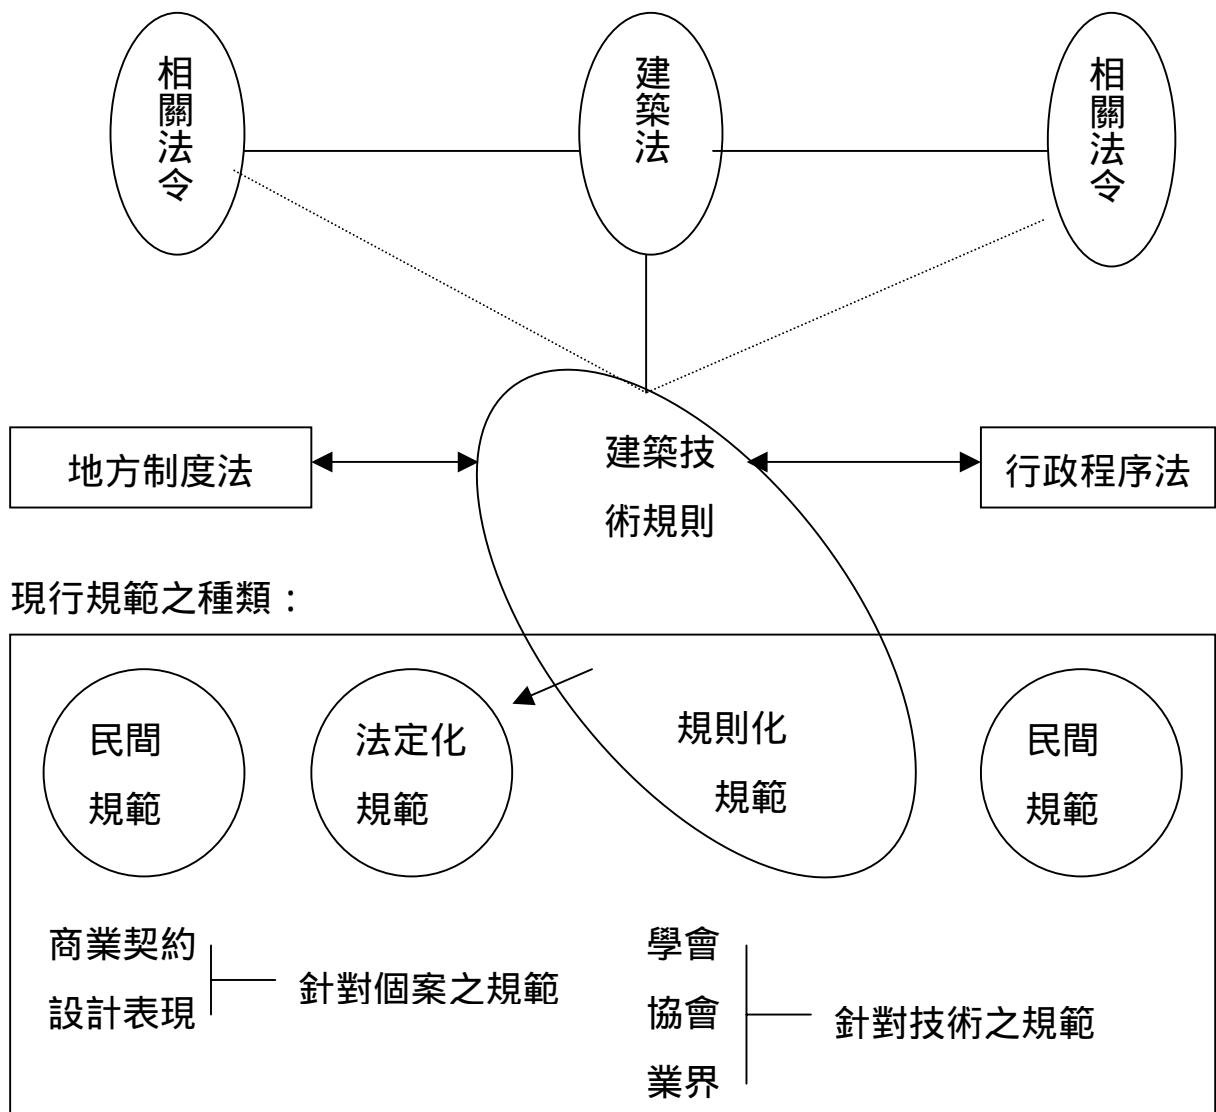 相關法令
建築法
相關法令
地方制度法
建築技
術規則
行政程序法
現行規範之種類：
民間
規範
法定化
規範
規則化
規範
民間
規範
商業契約
設計表現
針對個案之規範
學會
協會
業界
針對技術之規範